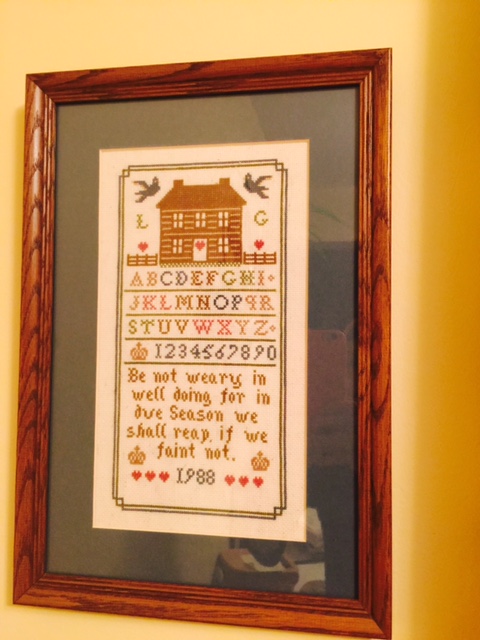 L G
ABCDEFGHI
JKLMNOPQR
STUVWXYZ
1234567890
Be not weary in
well doing for in
due Season we
shall reap, if we
faint not.
1988